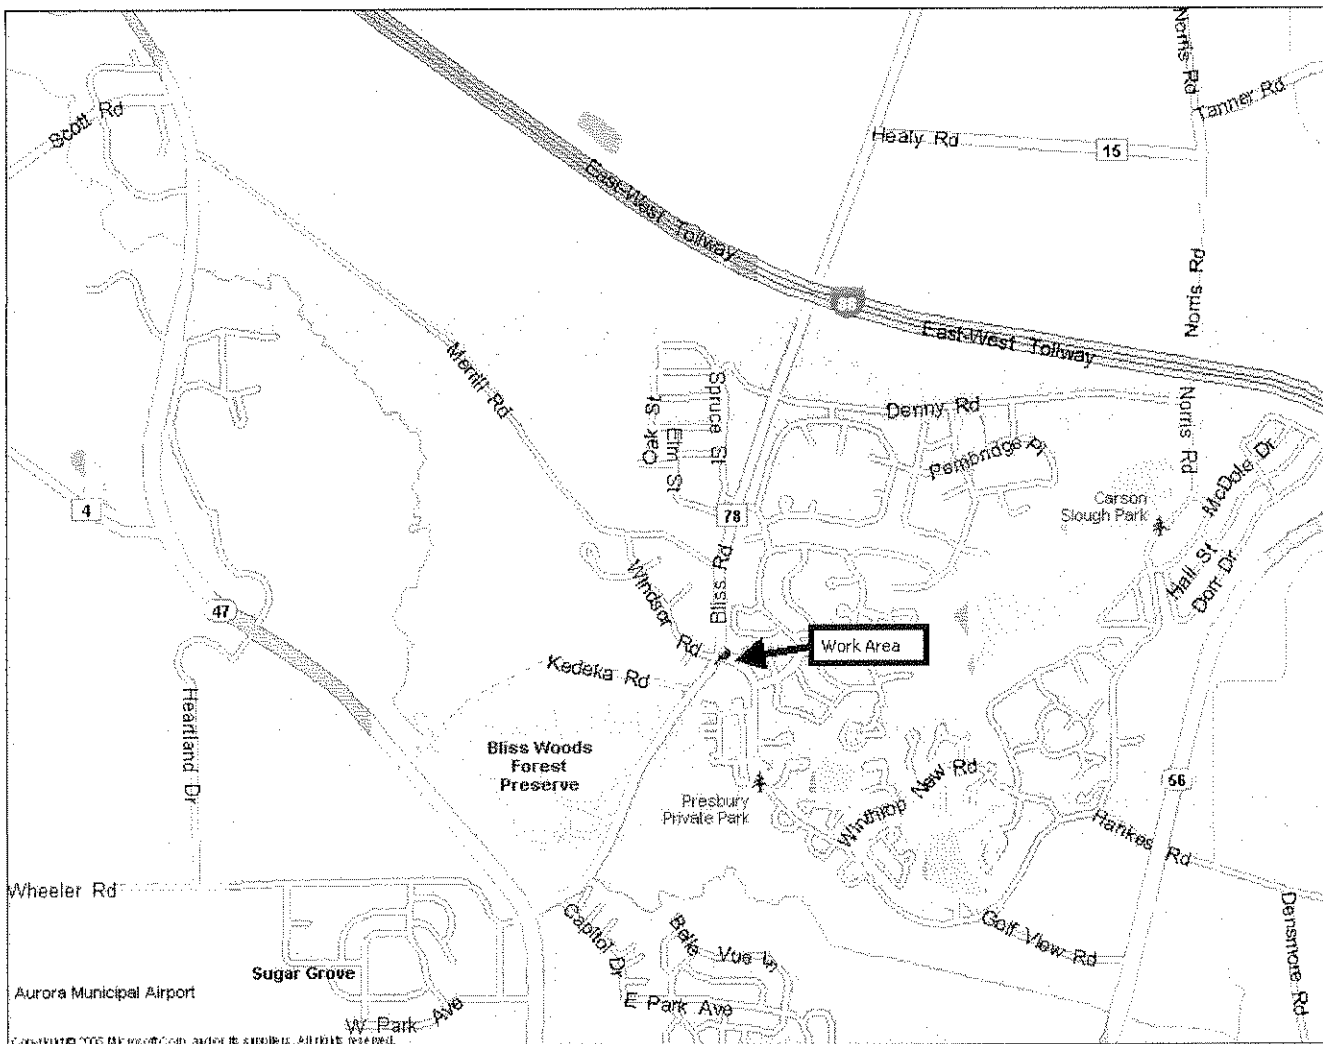 Norris Rd
Tanner Rd
Scott Rd
Healy Rd
15
East-West Tollway
Norris Rd
East-West Tollway
Merrill Rd
Spruce St
Oak St
Elm St
Denny Rd
Norris Rd
Pembridge Pl
McDole Dr
Carson
Slough Park
4
78
Hall St
Dorr Dr
Bliss Rd
Windsor Rd
47
Work Area
Kedeka Rd
Heartland Dr
Bliss Woods
Forest
Preserve
Presbury
Private Park
Winthrop New Rd
56
Hankes Rd
Wheeler Rd
Capitol Dr
Belle Vue Ln
Golf View Rd
Densmore Rd
Sugar Grove
Aurora Municipal Airport
E Park Ave
W Park Ave
All rights reserved.